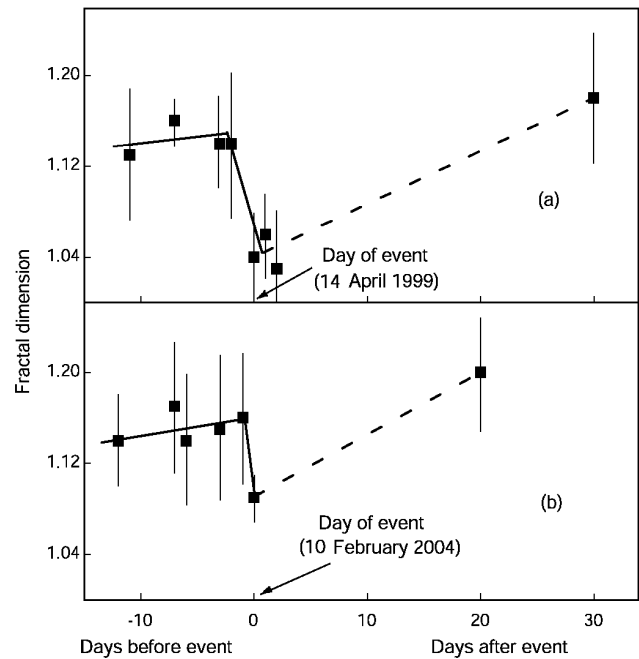 Fractal dimension
1.20
1.12
1.04
(a)
Day of event
(14 April 1999)
1.20
1.12
1.04
(b)
Day of event
(10 February 2004)
-10 0 10 20 30
Days before event Days after event